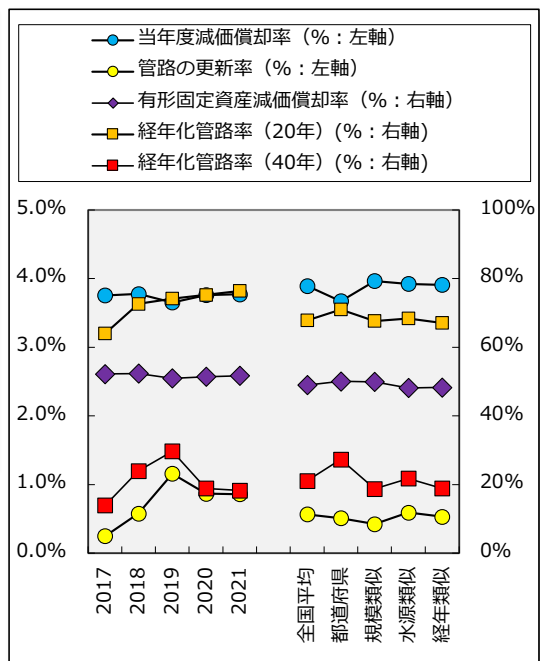 当年度減価償却率（%：左軸）
管路の更新率（%：左軸）
有形固定資産減価償却率（%：右軸）
経年化管路率（20年）(%：右軸)
経年化管路率（40年）(%：右軸)
5.0% 100%
4.0% 80%
3.0% 60%
2.0% 40%
1.0% 20%
0.0% 0%
2017
2018
2019
2020
2021
全国平均
都道府県
規模類似
水源類似
経年類似